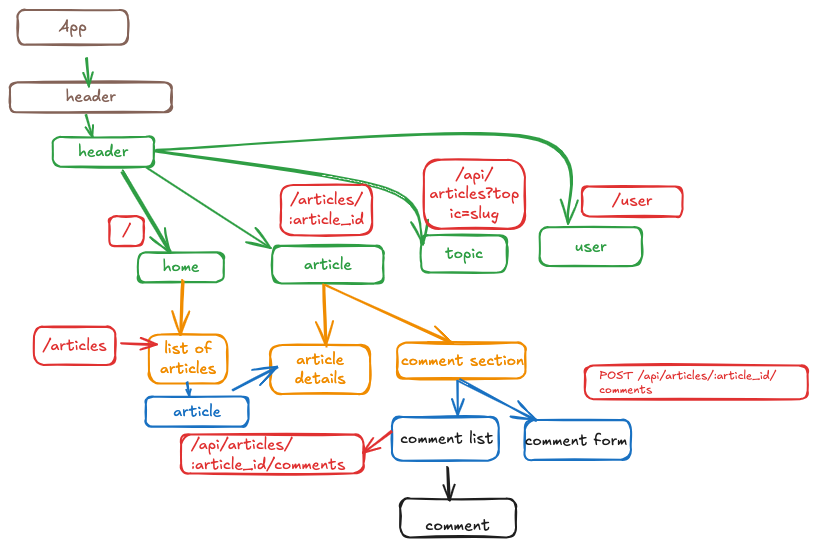 App
header
header
/articles/
:article_id
/api/
articles?top
ic=slug
/user
/
home
article
topic
user
/articles
list of
articles
article
details
comment section
POST /api/articles/:article_id/
comments
article
/api/articles/
:article_id/comments
comment list
comment form
comment